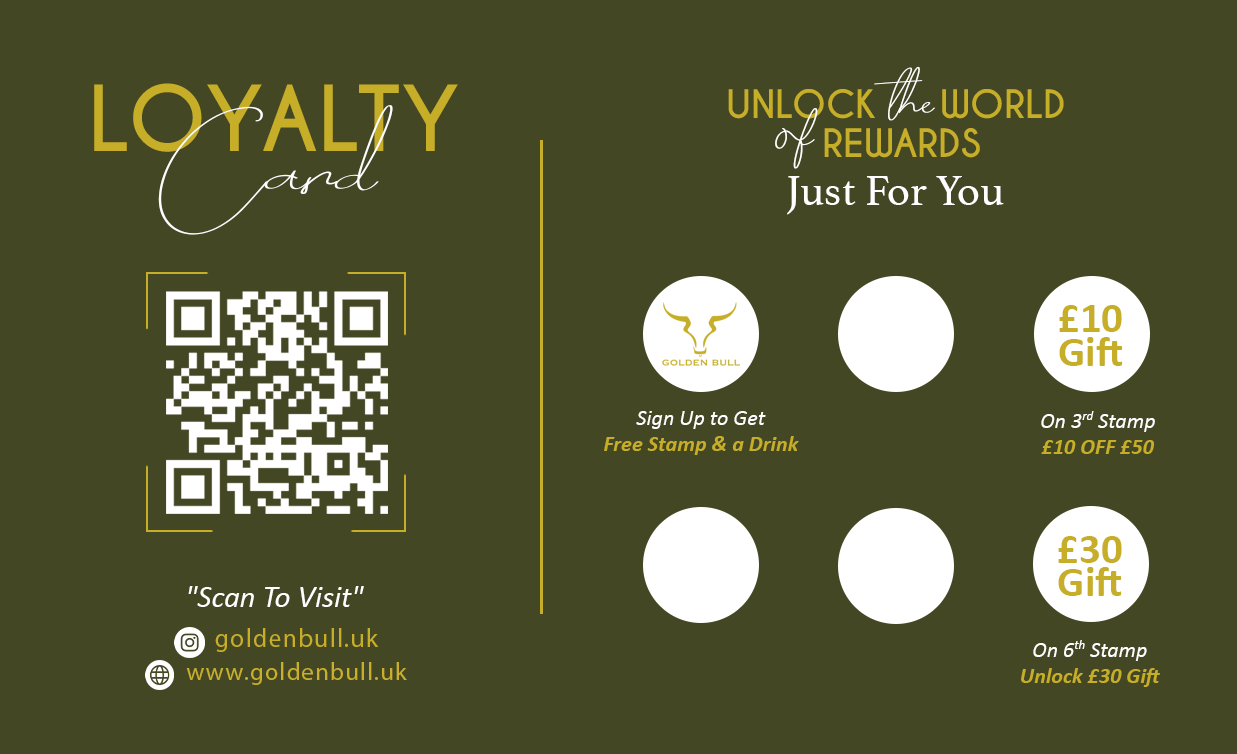 LOYALTY
Card
"Scan To Visit"
goldenbull.uk
www.goldenbull.uk
UNLOCK the WORLD
of REWARDS
Just For You
GOLDEN BULL
Sign Up to Get
Free Stamp & a Drink
£10
Gift
On 3rd Stamp
£10 OFF £50
£30
Gift
On 6th Stamp
Unlock £30 Gift